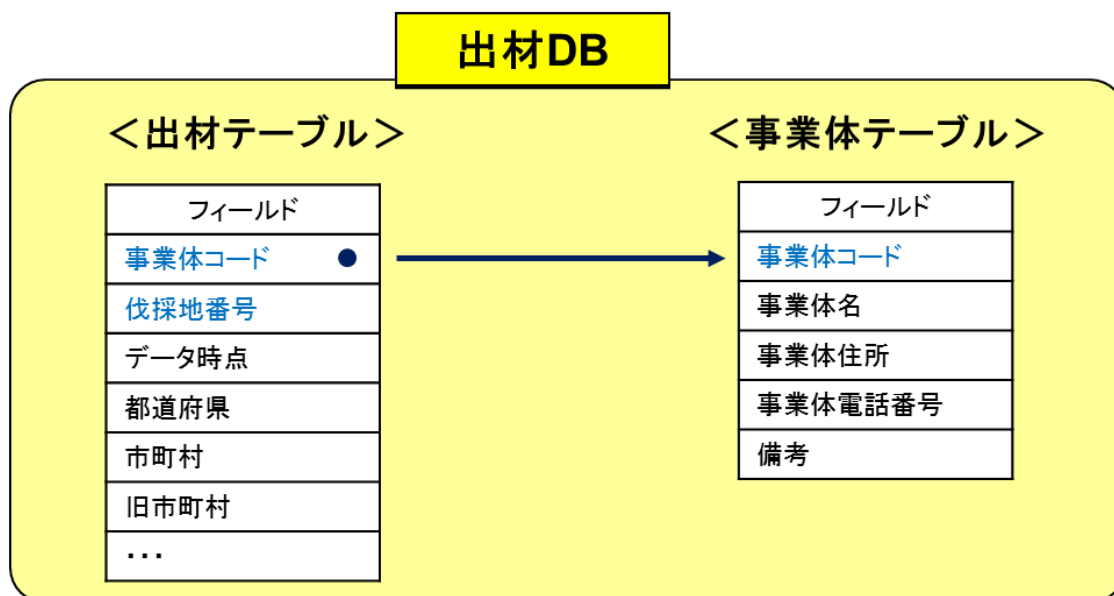 出材DB
＜出材テーブル＞
フィールド
事業体コード
伐採地番号
データ時点
都道府県
市町村
旧市町村
・・・
＜事業体テーブル＞
フィールド
事業体コード
事業体名
事業体住所
事業体電話番号
備考